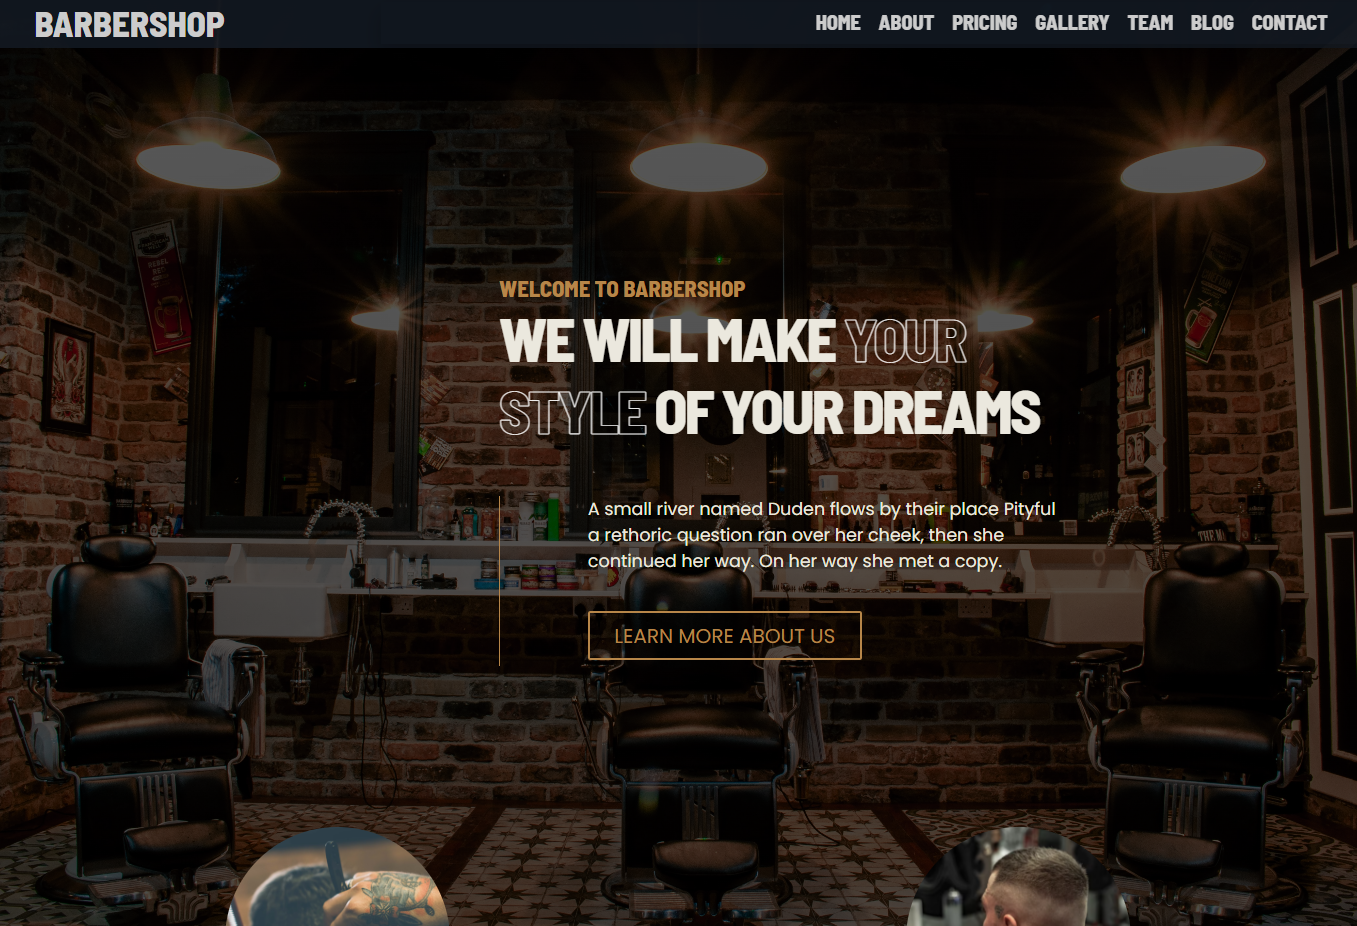 BARBERSHOP
HOME ABOUT PRICING GALLERY TEAM BLOG CONTACT
WELCOME TO BARBERSHOP
WE WILL MAKE YOUR
STYLE OF YOUR DREAMS
A small river named Duden flows by their place Pityful
a rethoric question ran over her cheek, then she
continued her way. On her way she met a copy.
LEARN MORE ABOUT US